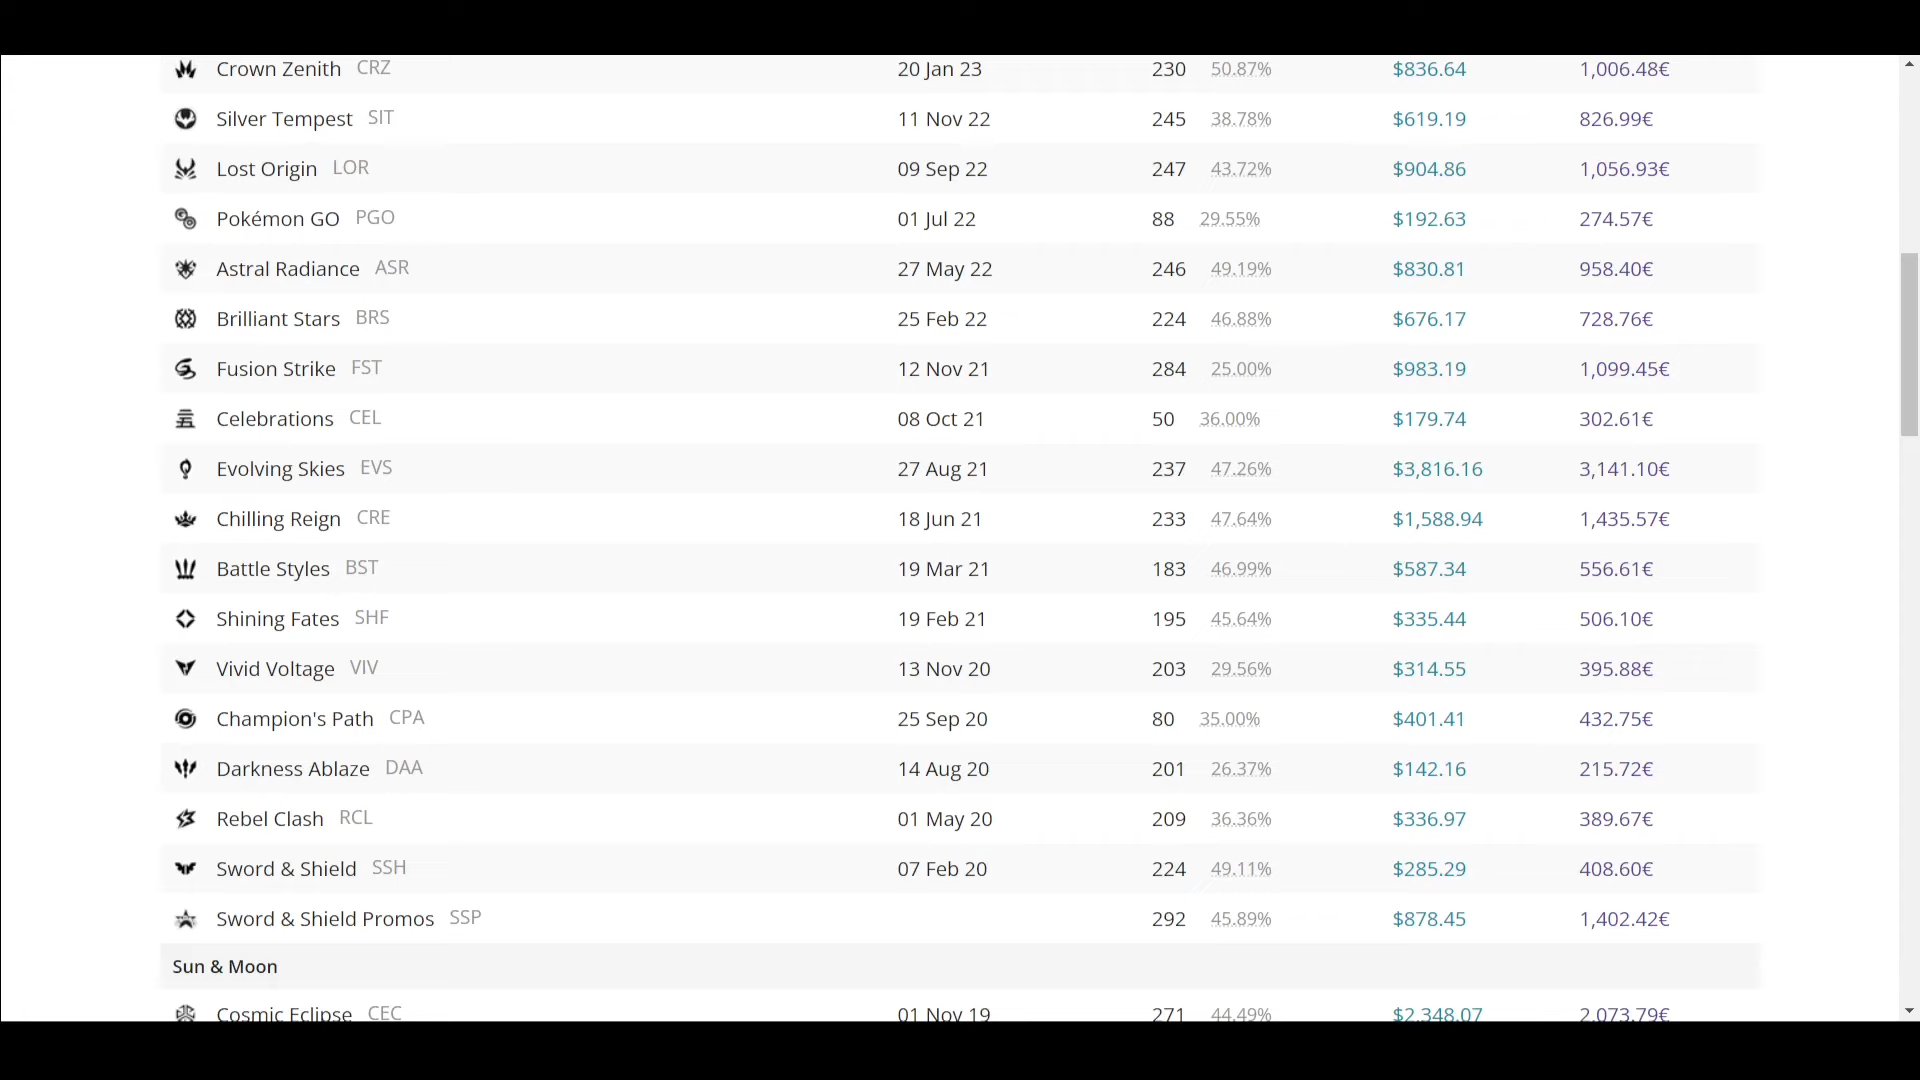 Crown Zenith CRZ 20 Jan 23 230 50.87% $836.64 1,006.48€
Silver Tempest SIT 11 Nov 22 245 38.78% $619.19 826.99€
Lost Origin LOR 09 Sep 22 247 43.72% $904.86 1,056.93€
Pokémon GO PGO 01 Jul 22 88 29.55% $192.63 274.57€
Astral Radiance ASR 27 May 22 246 49.19% $830.81 958.40€
Brilliant Stars BRS 25 Feb 22 224 46.88% $676.17 728.76€
Fusion Strike FST 12 Nov 21 284 25.00% $983.19 1,099.45€
Celebrations CEL 08 Oct 21 50 36.00% $179.74 302.61€
Evolving Skies EVS 27 Aug 21 237 47.26% $3,816.16 3,141.10€
Chilling Reign CRE 18 Jun 21 233 47.64% $1,588.94 1,435.57€
Battle Styles BST 19 Mar 21 183 46.99% $587.34 556.61€
Shining Fates SHF 19 Feb 21 195 45.64% $335.44 506.10€
Vivid Voltage VIV 13 Nov 20 203 29.56% $314.55 395.88€
Champion's Path CPA 25 Sep 20 80 35.00% $401.41 432.75€
Darkness Ablaze DAA 14 Aug 20 201 26.37% $142.16 215.72€
Rebel Clash RCL 01 May 20 209 36.36% $336.97 389.67€
Sword & Shield SSH 07 Feb 20 224 49.11% $285.29 408.60€
Sword & Shield Promos SSP 292 45.89% $878.45 1,402.42€
Sun & Moon
Cosmic Eclipse CEC 01 Nov 19 271 44.49% $2,348.07 2,073.79€